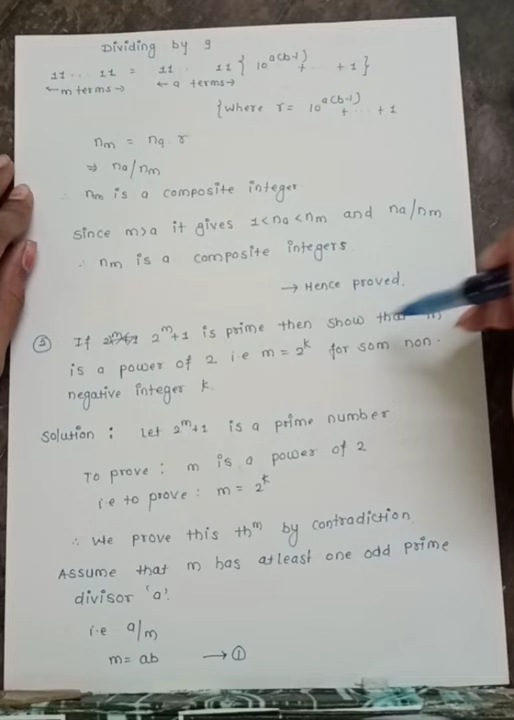 Dividing by 9
11 .... 11 = 11 .. 11 { 10^a(b-1) + .. + 1 }
←m terms→ ← a terms→
{ where r = 10^a(b-1) + ... + 1
n_m = n_a . r
⇒ n_a/n_m
∴ n_m is a composite integer
since m>a it gives 1<n_a<n_m and n_a/n_m
∴ n_m is a composite integers
→ Hence proved.
③ If 2^m+1 is prime then show that m
is a power of 2 i.e m = 2^k for som non-
negative integer k.
Solution : Let 2^m+1 is a prime number
To prove : m is a power of 2
i.e to prove : m = 2^k
∴ We prove this th^m by contradiction.
Assume that m has atleast one odd prime
divisor 'a'.
i.e a/m
m = ab → ①